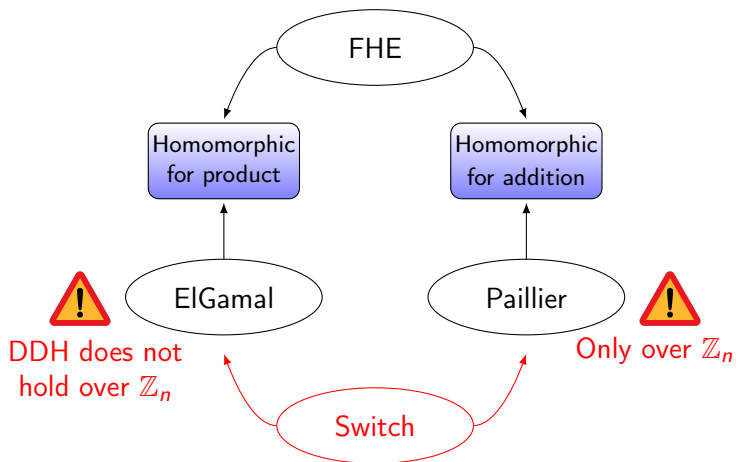 FHE
Homomorphic
for product
Homomorphic
for addition
ElGamal
Paillier
DDH does not
hold over ℤₙ
Only over ℤₙ
Switch